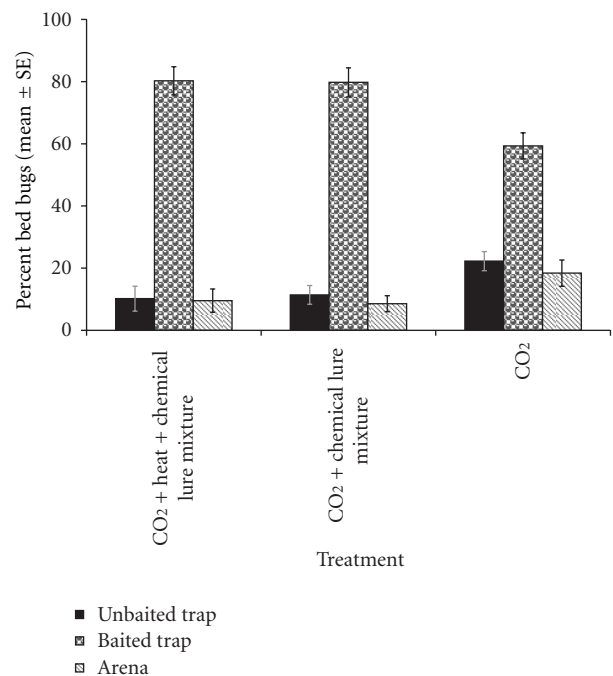 Percent bed bugs (mean ± SE)
100
80
60
40
20
0
CO2 + heat + chemical
lure mixture
CO2 + chemical lure
mixture
CO2
Treatment
Unbaited trap
Baited trap
Arena